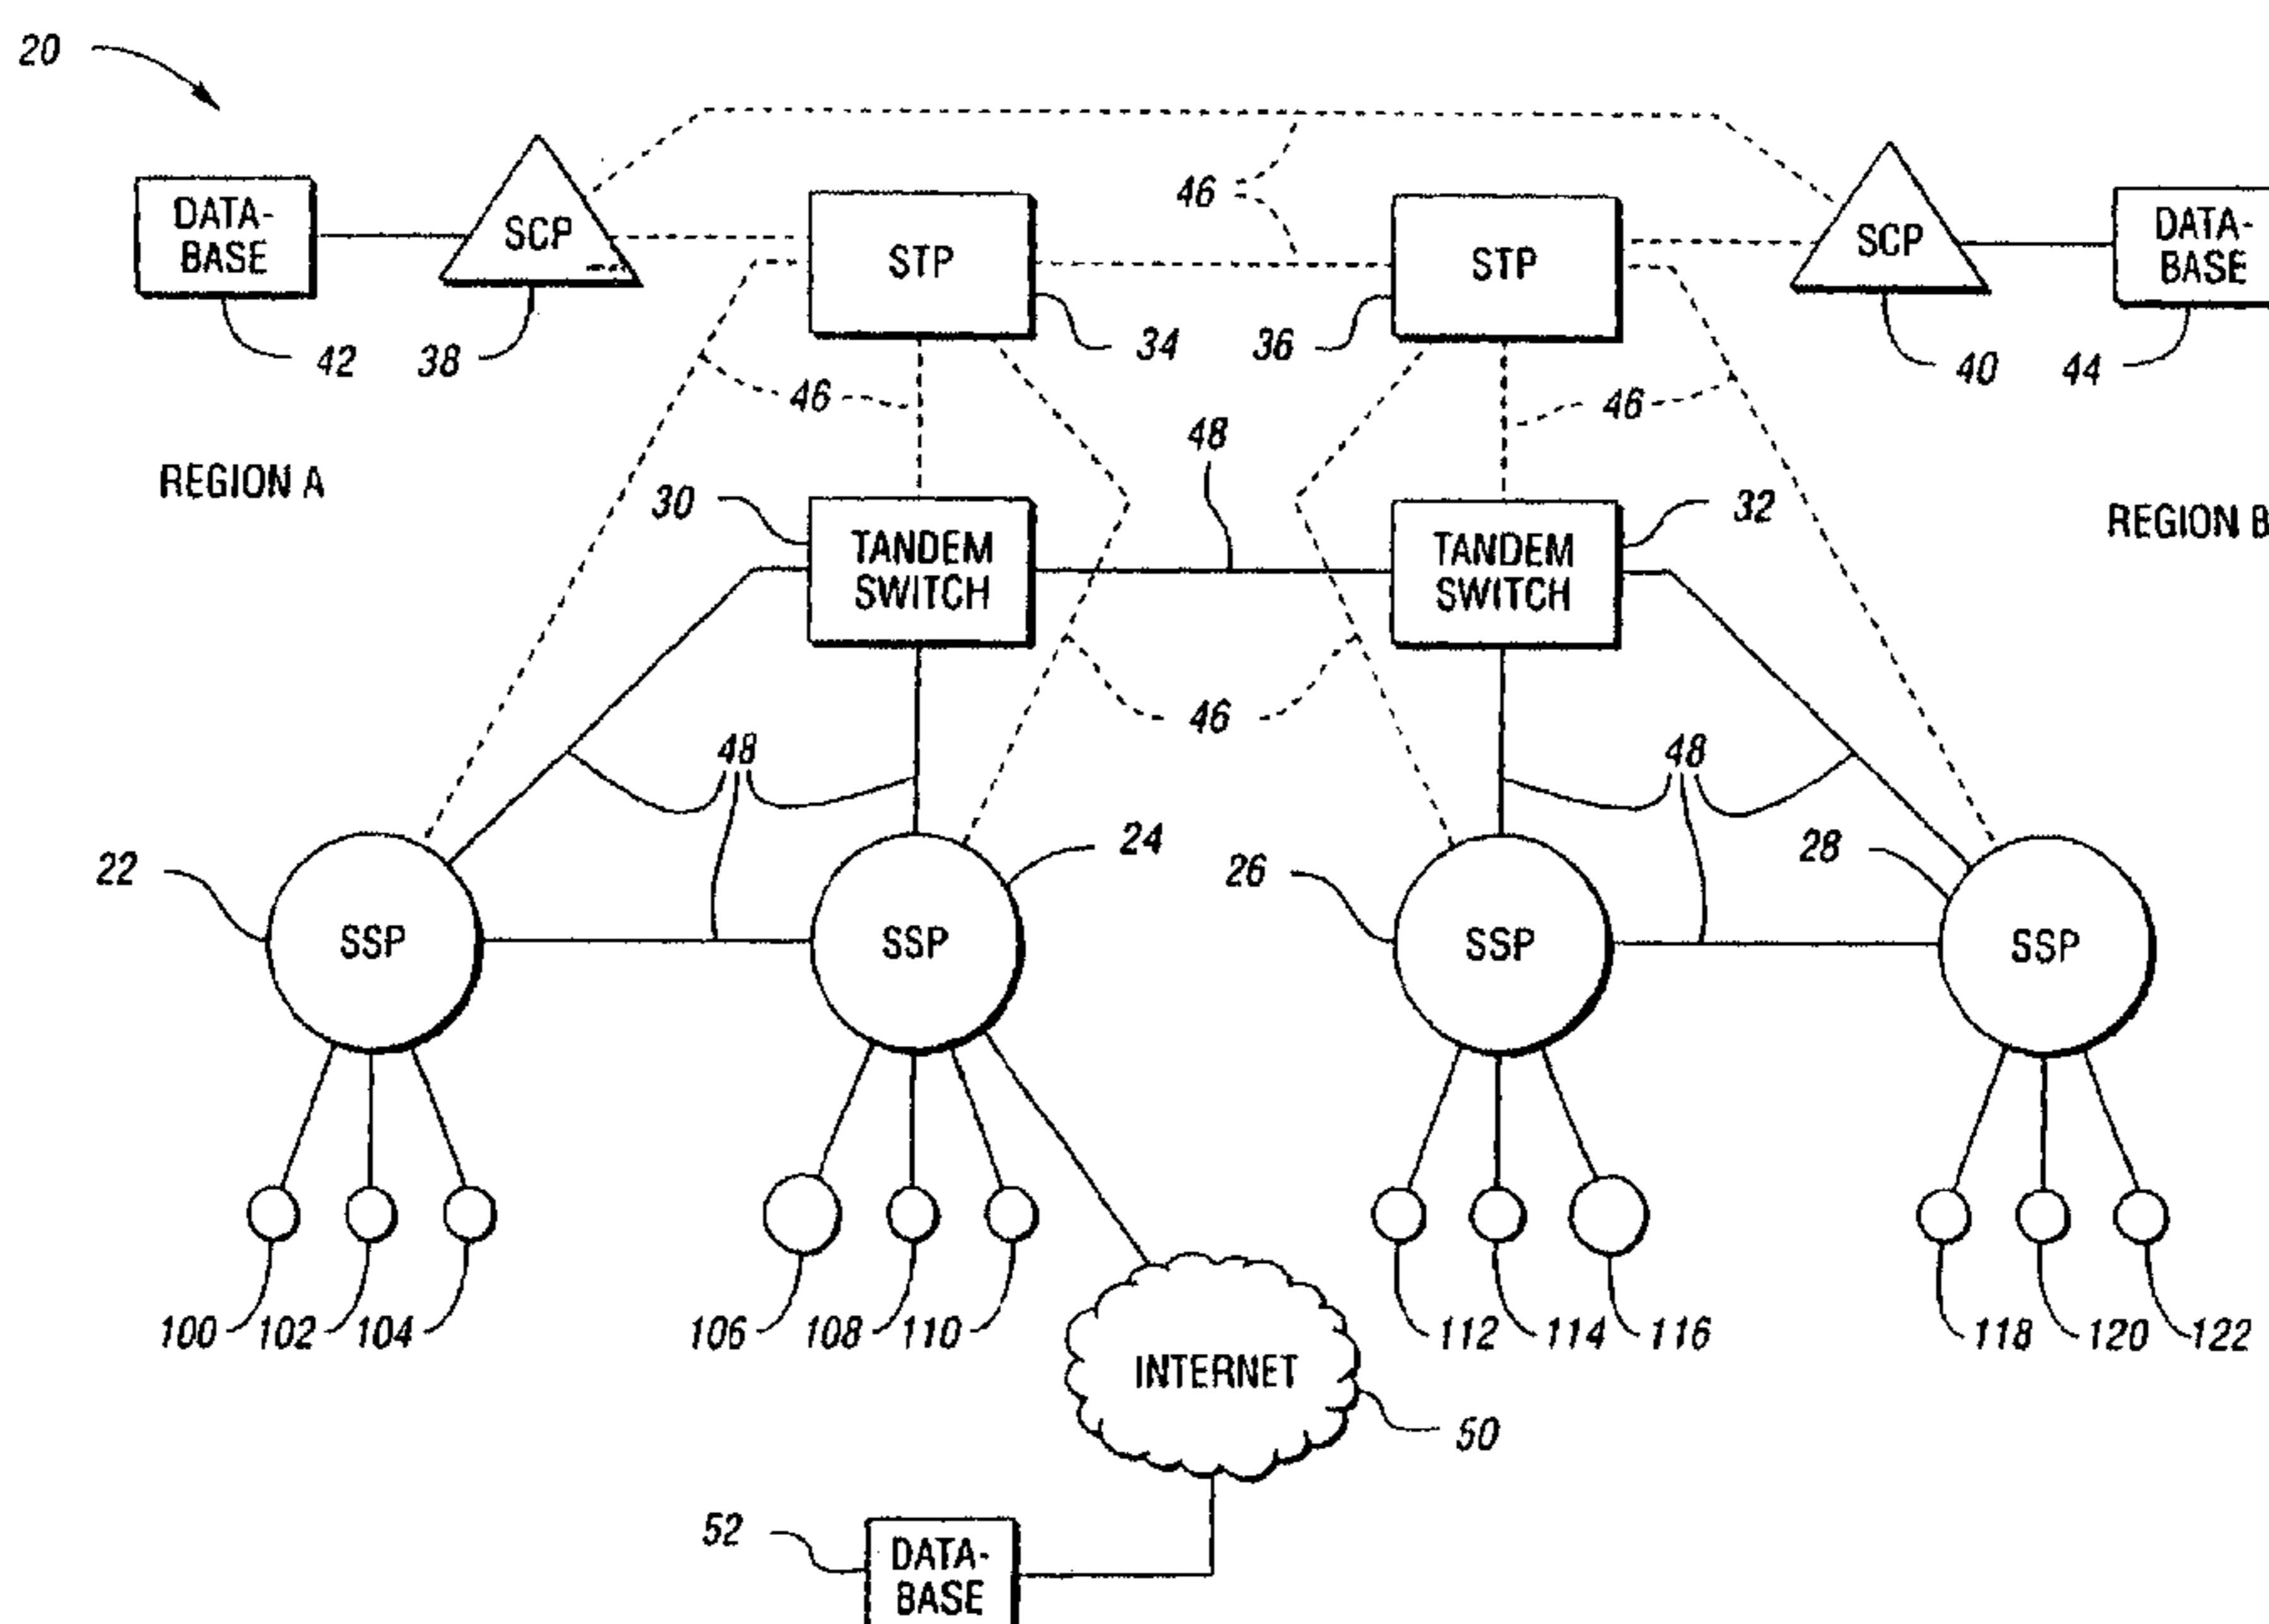 20
DATA-
BASE
SCP
STP
46
STP
SCP
DATA-
BASE
42
38
34
36
40
44
46
46
REGION A
48
REGION B
30
TANDEM
SWITCH
TANDEM
SWITCH
32
46
48
48
22
24
26
28
SSP
SSP
SSP
SSP
100
102
104
106
108
110
112
114
116
118
120
122
INTERNET
50
52
DATA-
BASE